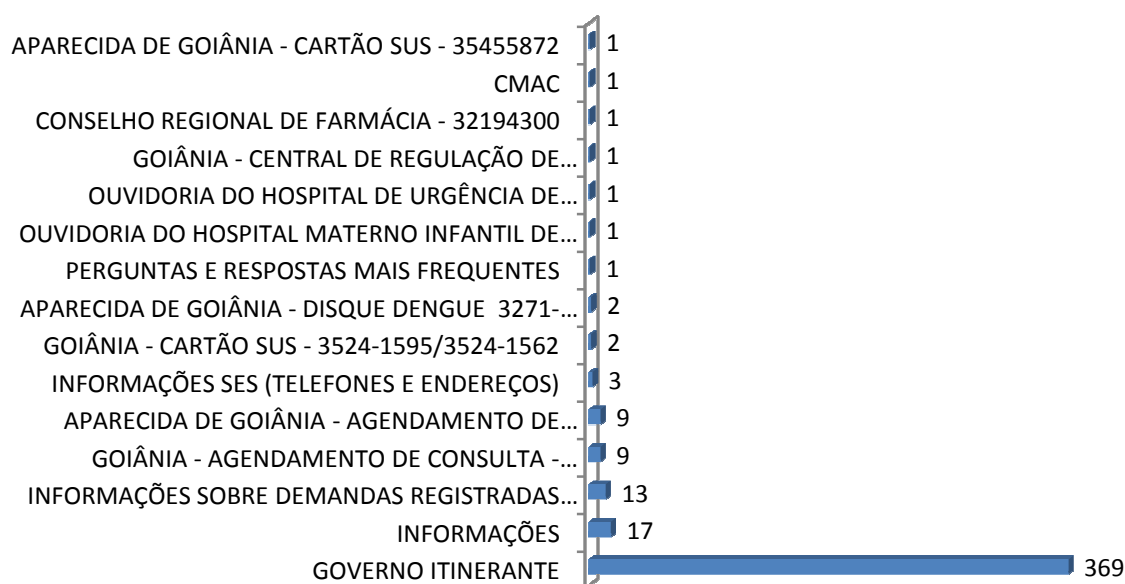 APARECIDA DE GOIÂNIA - CARTÃO SUS - 35455872 1
CMAC 1
CONSELHO REGIONAL DE FARMÁCIA - 32194300 1
GOIÂNIA - CENTRAL DE REGULAÇÃO DE... 1
OUVIDORIA DO HOSPITAL DE URGÊNCIA DE... 1
OUVIDORIA DO HOSPITAL MATERNO INFANTIL DE... 1
PERGUNTAS E RESPOSTAS MAIS FREQUENTES 1
APARECIDA DE GOIÂNIA - DISQUE DENGUE 3271-... 2
GOIÂNIA - CARTÃO SUS - 3524-1595/3524-1562 2
INFORMAÇÕES SES (TELEFONES E ENDEREÇOS) 3
APARECIDA DE GOIÂNIA - AGENDAMENTO DE... 9
GOIÂNIA - AGENDAMENTO DE CONSULTA -... 9
INFORMAÇÕES SOBRE DEMANDAS REGISTRADAS... 13
INFORMAÇÕES 17
GOVERNO ITINERANTE 369